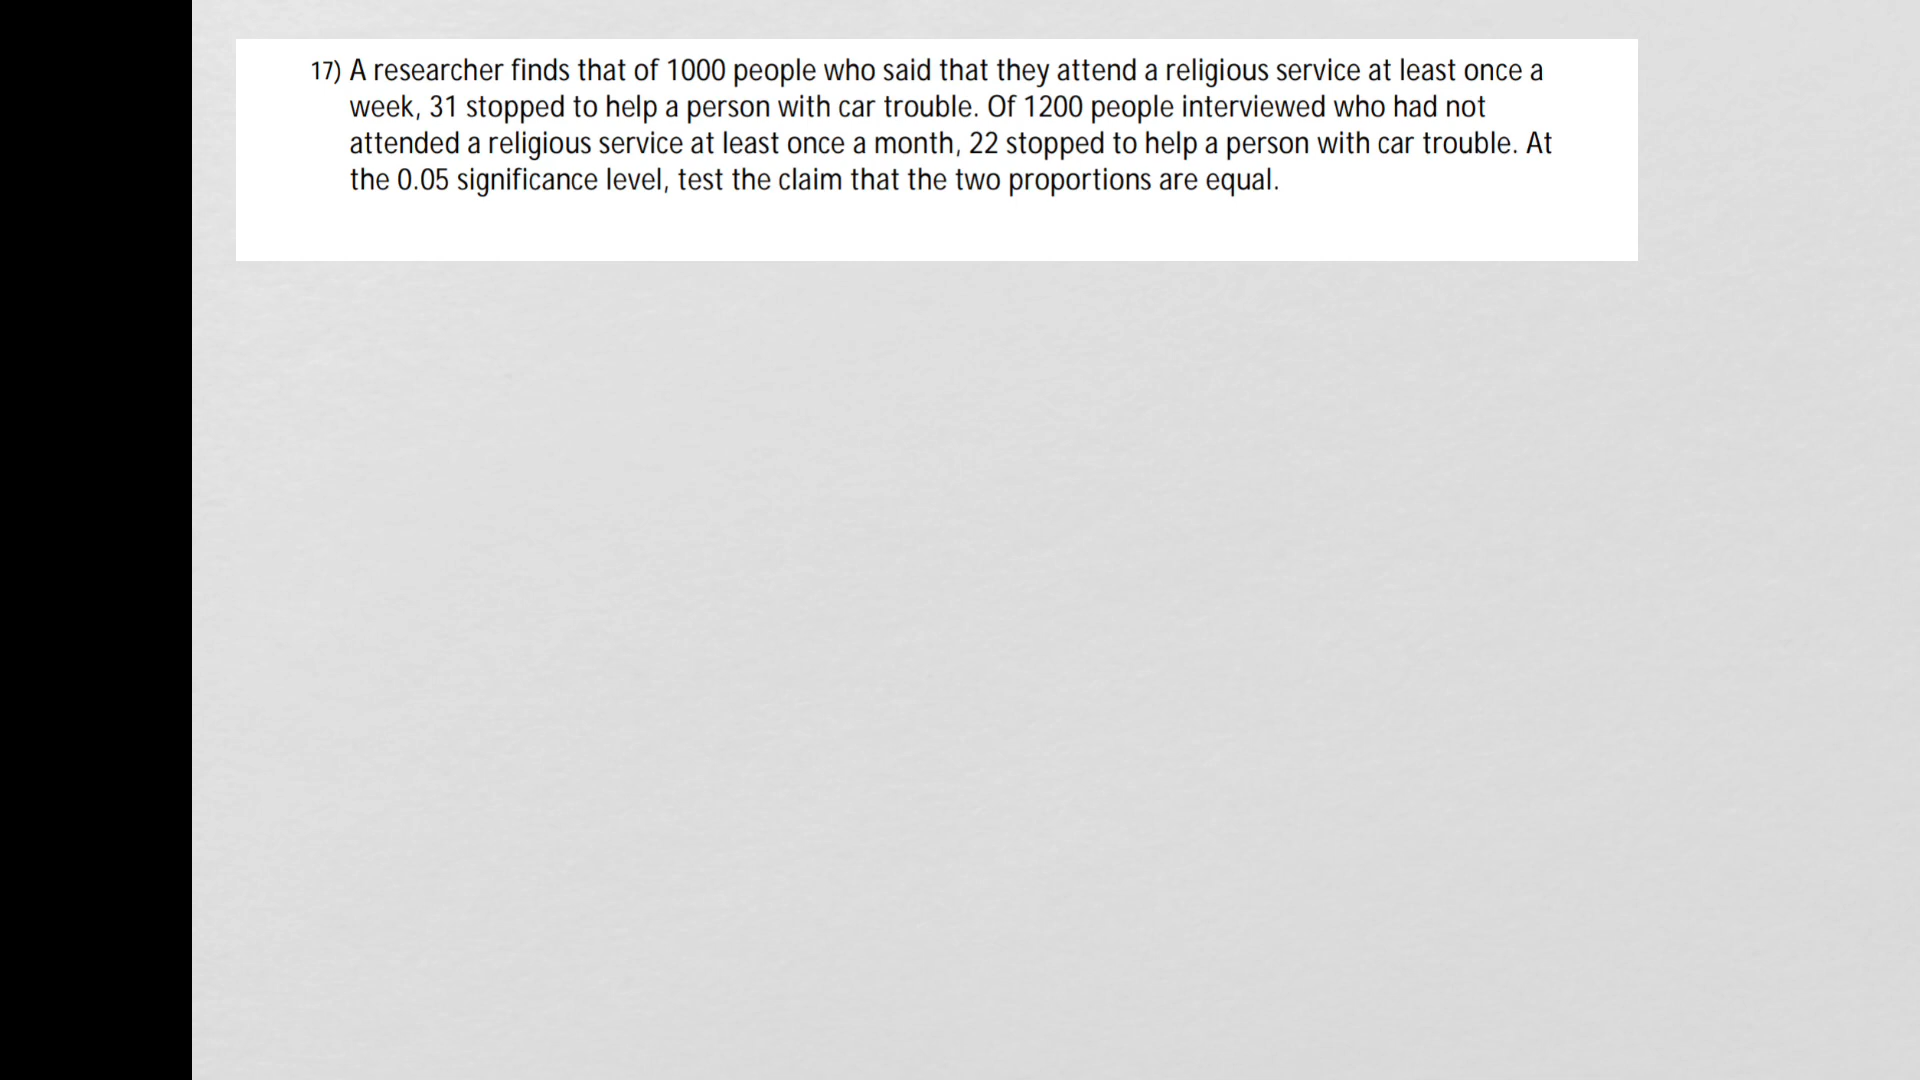 17) A researcher finds that of 1000 people who said that they attend a religious service at least once a
week, 31 stopped to help a person with car trouble. Of 1200 people interviewed who had not
attended a religious service at least once a month, 22 stopped to help a person with car trouble. At
the 0.05 significance level, test the claim that the two proportions are equal.